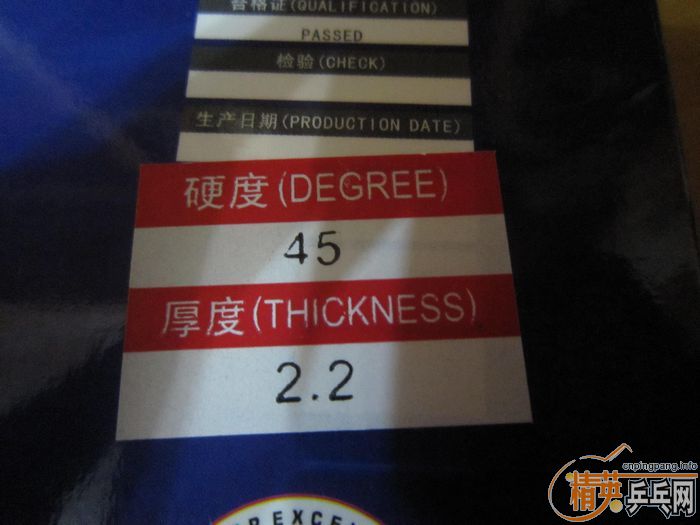 合格证(QUALIFICATION)
PASSED
检验(CHECK)
生产日期(PRODUCTION DATE)
硬度(DEGREE)
45
厚度(THICKNESS)
2.2
cnpingpang.info
精英乒乓网